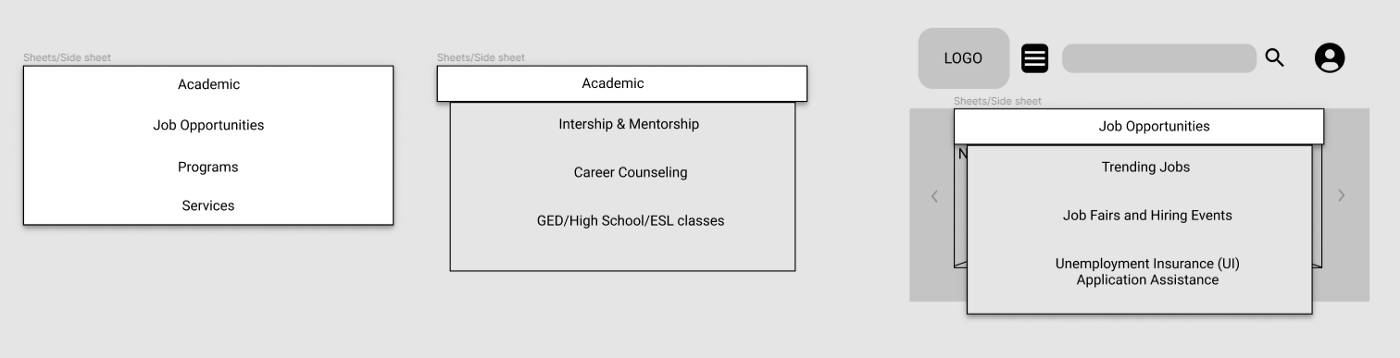 Sheets/Side sheet
Academic
Job Opportunities
Programs
Services
Sheets/Side sheet
Academic
Intership & Mentorship
Career Counseling
GED/High School/ESL classes
LOGO
Sheets/Side sheet
Job Opportunities
N
Trending Jobs
Job Fairs and Hiring Events
Unemployment Insurance (UI)
Application Assistance